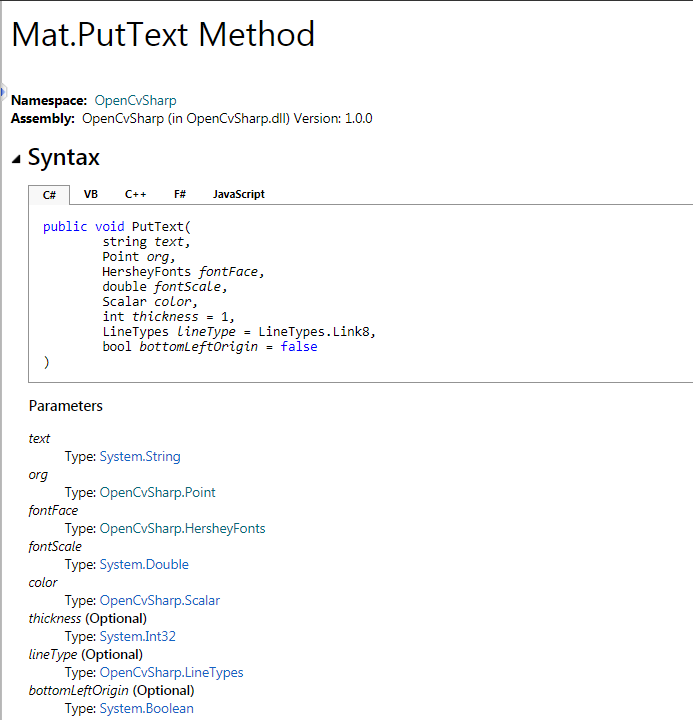 Mat.PutText Method
Namespace: OpenCvSharp
Assembly: OpenCvSharp (in OpenCvSharp.dll) Version: 1.0.0
Syntax
C# VB C++ F# JavaScript
public void PutText(
string text,
Point org,
HersheyFonts fontFace,
double fontScale,
Scalar color,
int thickness = 1,
LineTypes lineType = LineTypes.Link8,
bool bottomLeftOrigin = false
)
Parameters
text
Type: System.String
org
Type: OpenCvSharp.Point
fontFace
Type: OpenCvSharp.HersheyFonts
fontScale
Type: System.Double
color
Type: OpenCvSharp.Scalar
thickness (Optional)
Type: System.Int32
lineType (Optional)
Type: OpenCvSharp.LineTypes
bottomLeftOrigin (Optional)
Type: System.Boolean